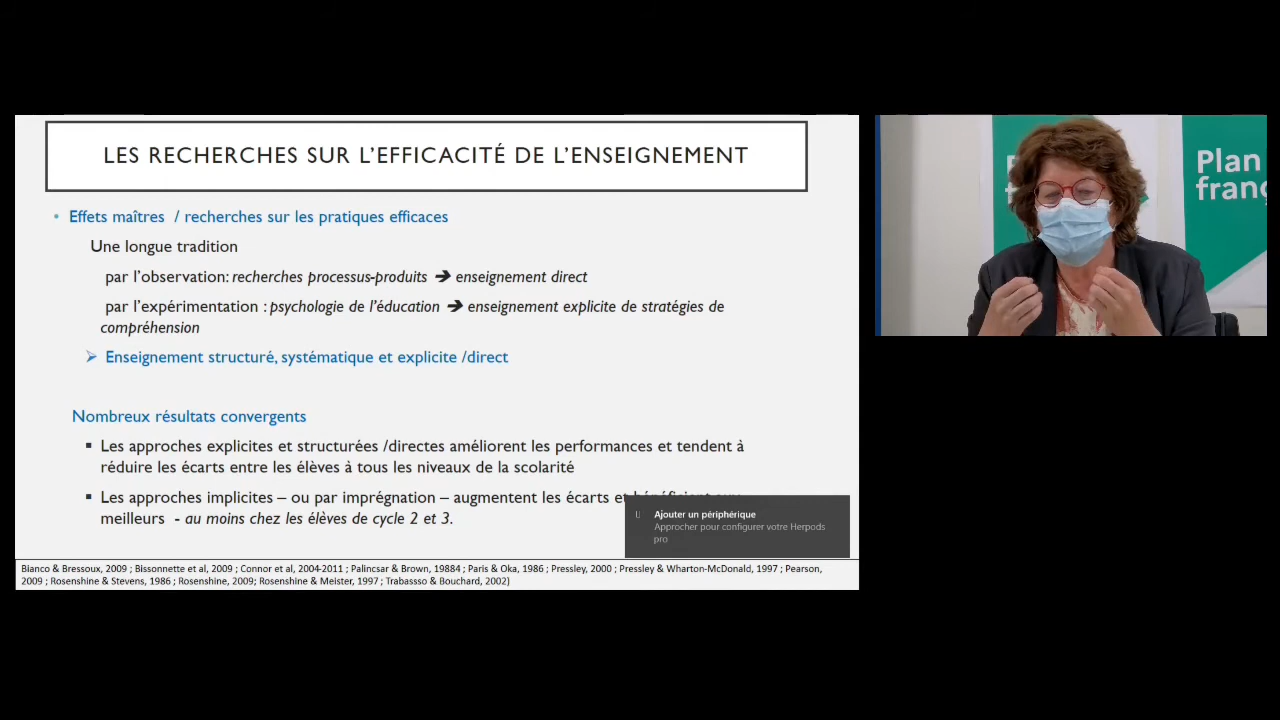 LES RECHERCHES SUR L'EFFICACITÉ DE L'ENSEIGNEMENT
• Effets maîtres / recherches sur les pratiques efficaces
Une longue tradition
par l'observation: recherches processus-produits ➔ enseignement direct
par l'expérimentation : psychologie de l'éducation ➔ enseignement explicite de stratégies de
compréhension
➢ Enseignement structuré, systématique et explicite /direct
Nombreux résultats convergents
▪ Les approches explicites et structurées /directes améliorent les performances et tendent à
réduire les écarts entre les élèves à tous les niveaux de la scolarité
▪ Les approches implicites – ou par imprégnation – augmentent les écarts et
meilleurs - au moins chez les élèves de cycle 2 et 3.
Ajouter un périphérique
Approcher pour configurer votre Herpods
pro
Bianco & Bressoux, 2009 ; Bissonnette et al, 2009 ; Connor et al, 2004-2011 ; Palincsar & Brown, 19884 ; Paris & Oka, 1986 ; Pressley, 2000 ; Pressley & Wharton-McDonald, 1997 ; Pearson,
2009 ; Rosenshine & Stevens, 1986 ; Rosenshine, 2009; Rosenshine & Meister, 1997 ; Trabassso & Bouchard, 2002)
Plan
franç